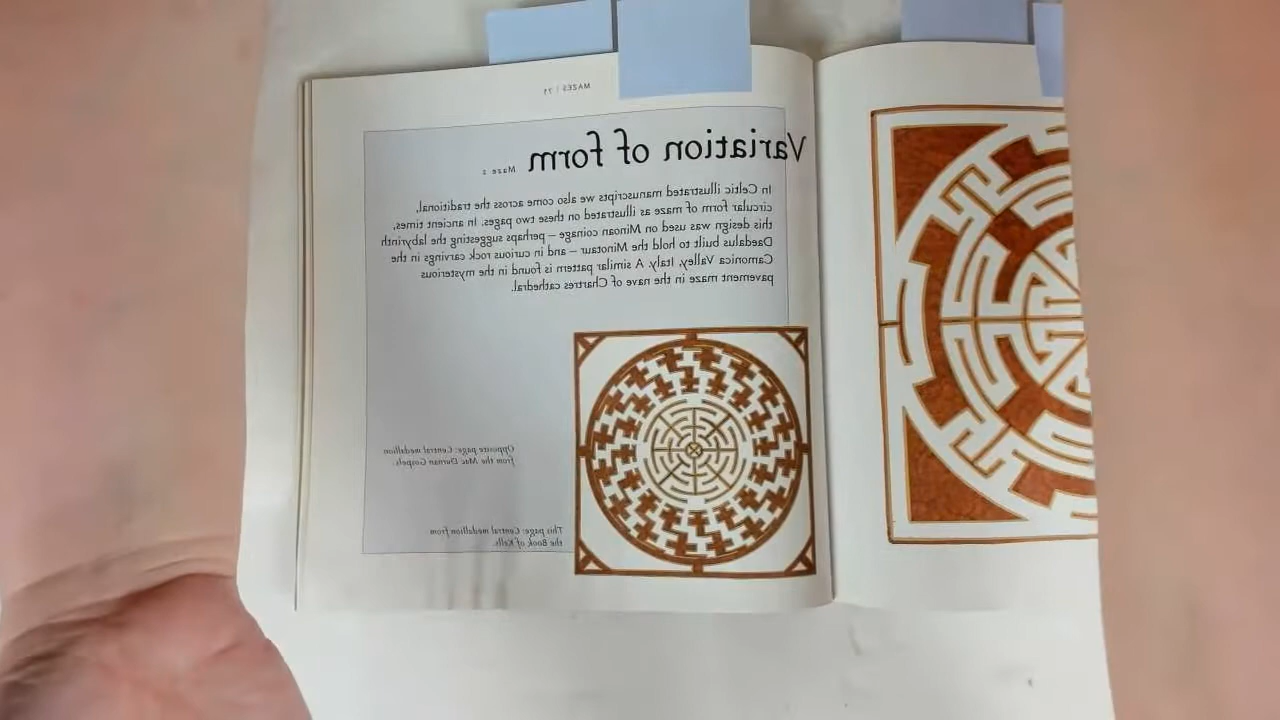 MAZES | 71
Variation of form Maze 2
In Celtic illustrated manuscripts we also come across the traditional,
circular form of maze as illustrated on these two pages. In ancient times,
this design was used on Minoan coinage – perhaps suggesting the labyrinth
Daedalus built to hold the Minotaur – and in curious rock carvings in the
Camonica Valley, Italy. A similar pattern is found in the mysterious
pavement maze in the nave of Chartres cathedral.
Opposite page: Central medallion
from the Mac Durnan Gospels.
This page: Central medallion from
the Book of Kells.